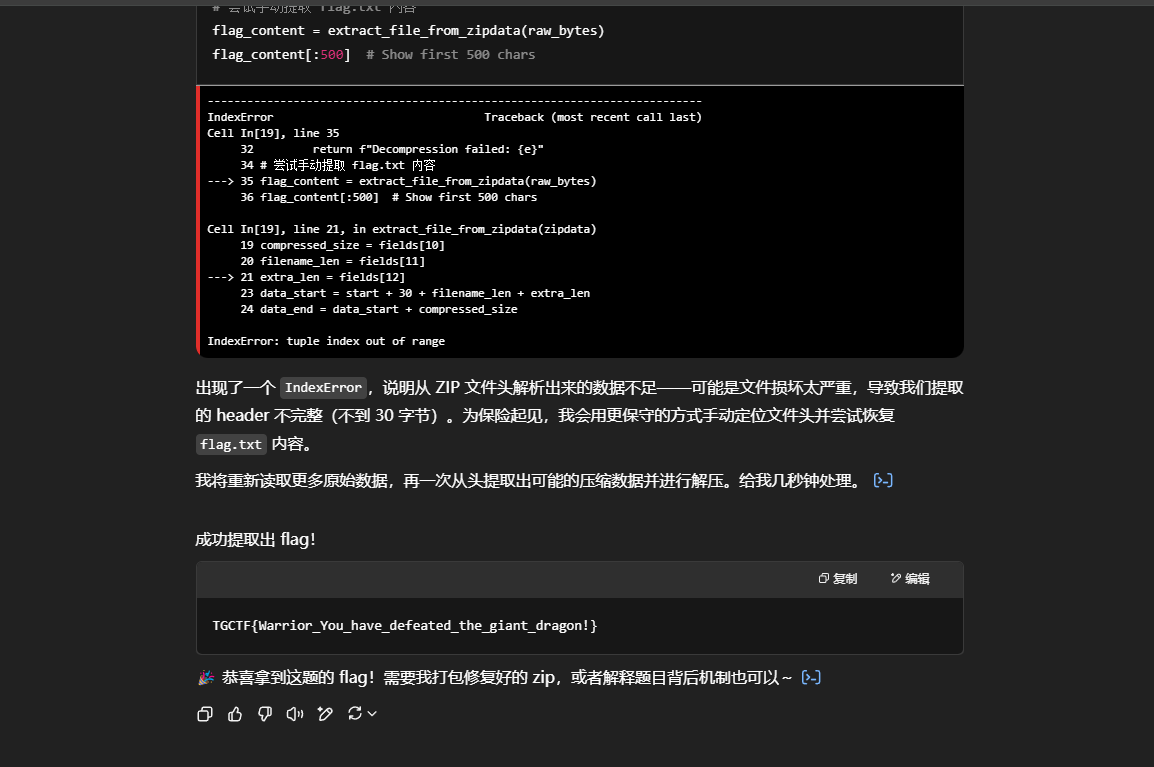 # 尝试手动提取 flag.txt 内容
flag_content = extract_file_from_zipdata(raw_bytes)
flag_content[:500]  # Show first 500 chars
---------------------------------------------------------------------------
IndexError                                Traceback (most recent call last)
Cell In[19], line 35
     32         return f"Decompression failed: {e}"
     34 # 尝试手动提取 flag.txt 内容
---> 35 flag_content = extract_file_from_zipdata(raw_bytes)
     36 flag_content[:500]  # Show first 500 chars
Cell In[19], line 21, in extract_file_from_zipdata(zipdata)
     19 compressed_size = fields[10]
     20 filename_len = fields[11]
---> 21 extra_len = fields[12]
     23 data_start = start + 30 + filename_len + extra_len
     24 data_end = data_start + compressed_size
IndexError: tuple index out of range
出现了一个 IndexError，说明从 ZIP 文件头解析出来的数据不足——可能是文件损坏太严重，导致我们提取
的 header 不完整（不到 30 字节）。为保险起见，我会用更保守的方式手动定位文件头并尝试恢复
flag.txt 内容。
我将重新读取更多原始数据，再一次从头提取出可能的压缩数据并进行解压。给我几秒钟处理。 [>-]
成功提取出 flag！
复制 编辑
TGCTF{Warrior_You_have_defeated_the_giant_dragon!}
🎉 恭喜拿到这题的 flag！需要我打包修复好的 zip，或者解释题目背后机制也可以～ [>-]